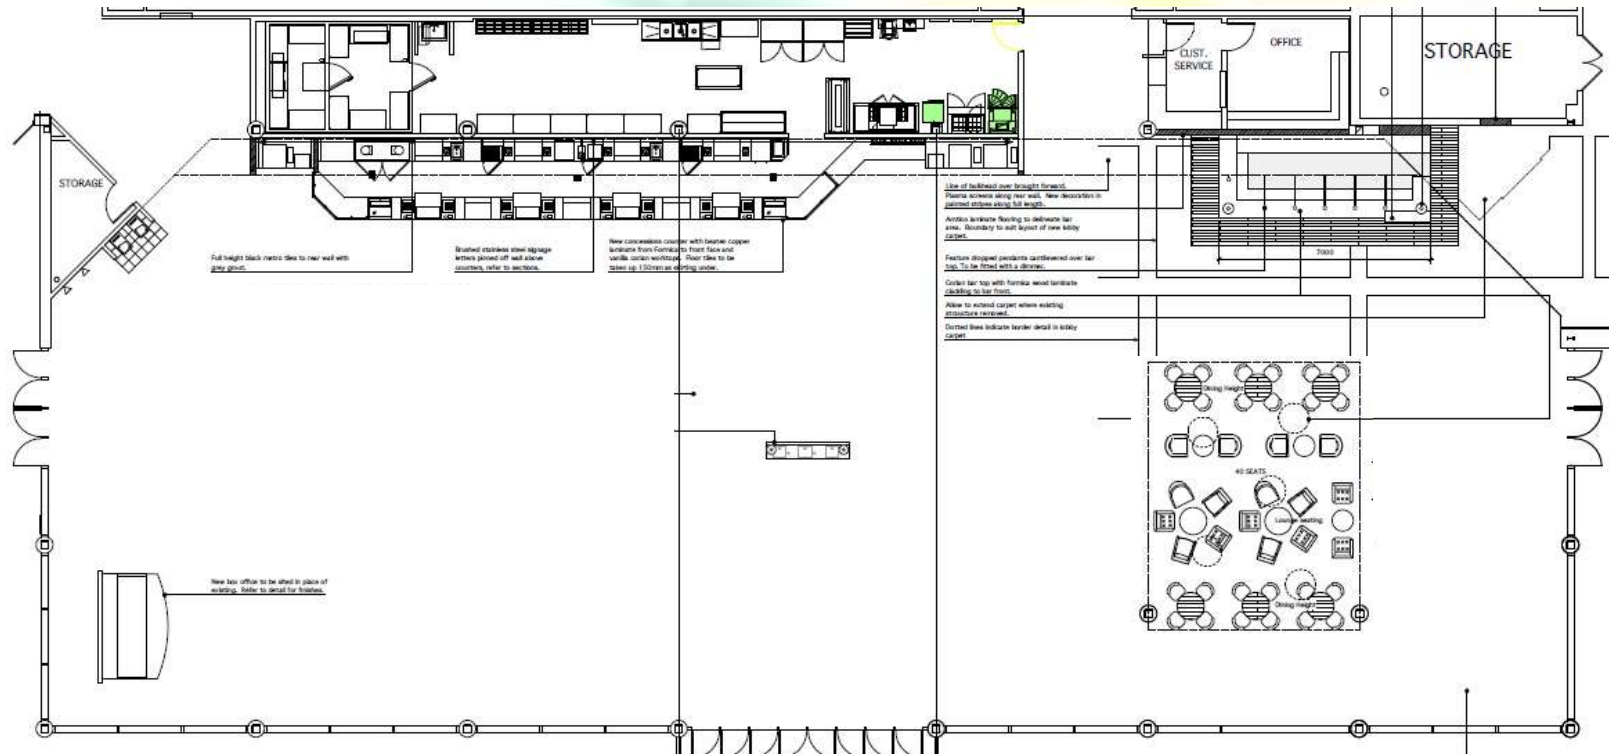 CUST.
SERVICE
OFFICE
STORAGE
STORAGE
Line of bulkhead over brought forward.
Plasma screens along rear wall. New decoration in
painted stripes along full length.
Amtico laminate flooring to delineate bar
area. Boundary to suit layout of new lobby
carpet.
Feature dropped pendants cantilevered over bar
top. To be fitted with a dimmer.
Corian bar top with formica wood laminate
cladding to bar front.
Allow to extend carpet where existing
structure removed.
Dotted lines indicate border detail in lobby
carpet
7000
Full height black metro tiles to rear wall with
grey grout.
Brushed stainless steel signage
letters pinned off wall above
counters, refer to sections.
New concessions counter with beaten copper
laminate from Formica to front face and
vanilla corian worktops. Floor tiles to be
taken up 150mm as existing under.
Dining Height
40 SEATS
Lounge seating
Dining Height
New box office to be sited in place of
existing. Refer to detail for finishes.